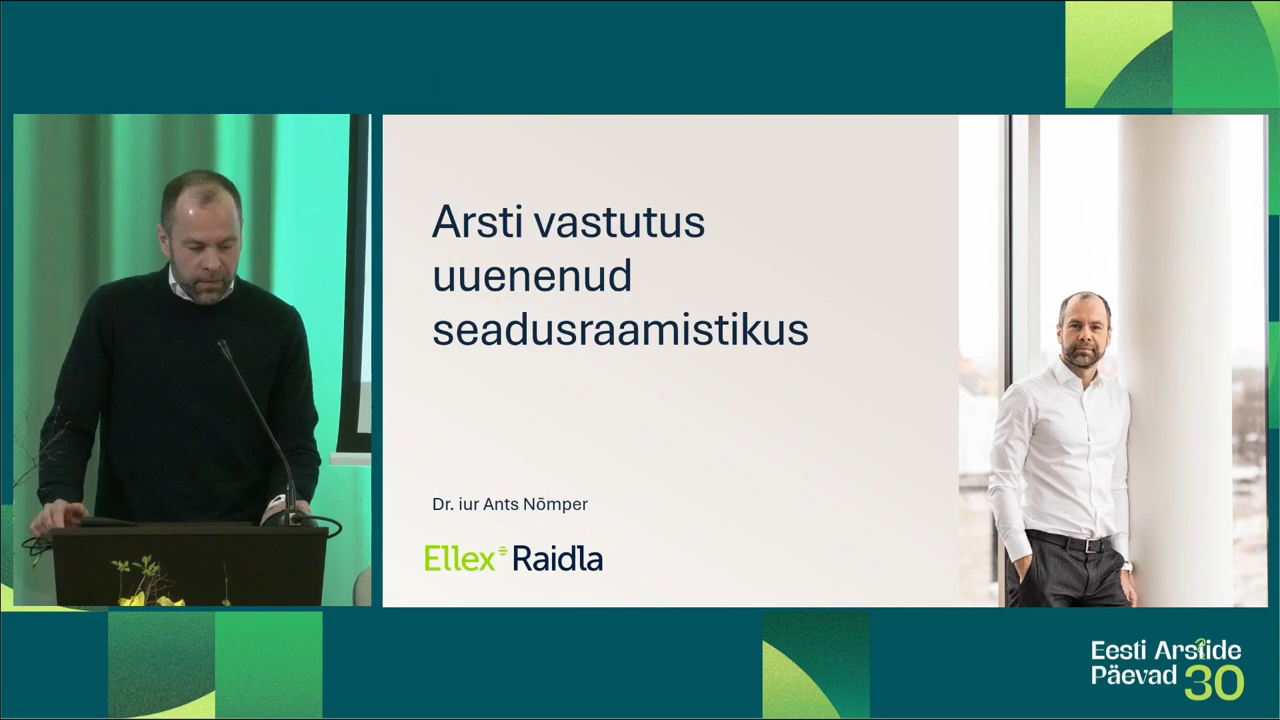 Arsti vastutus
uuenenud
seadusraamistikus
Dr. iur Ants Nõmper
Ellex Raidla
Eesti Arstide
Päevad 30